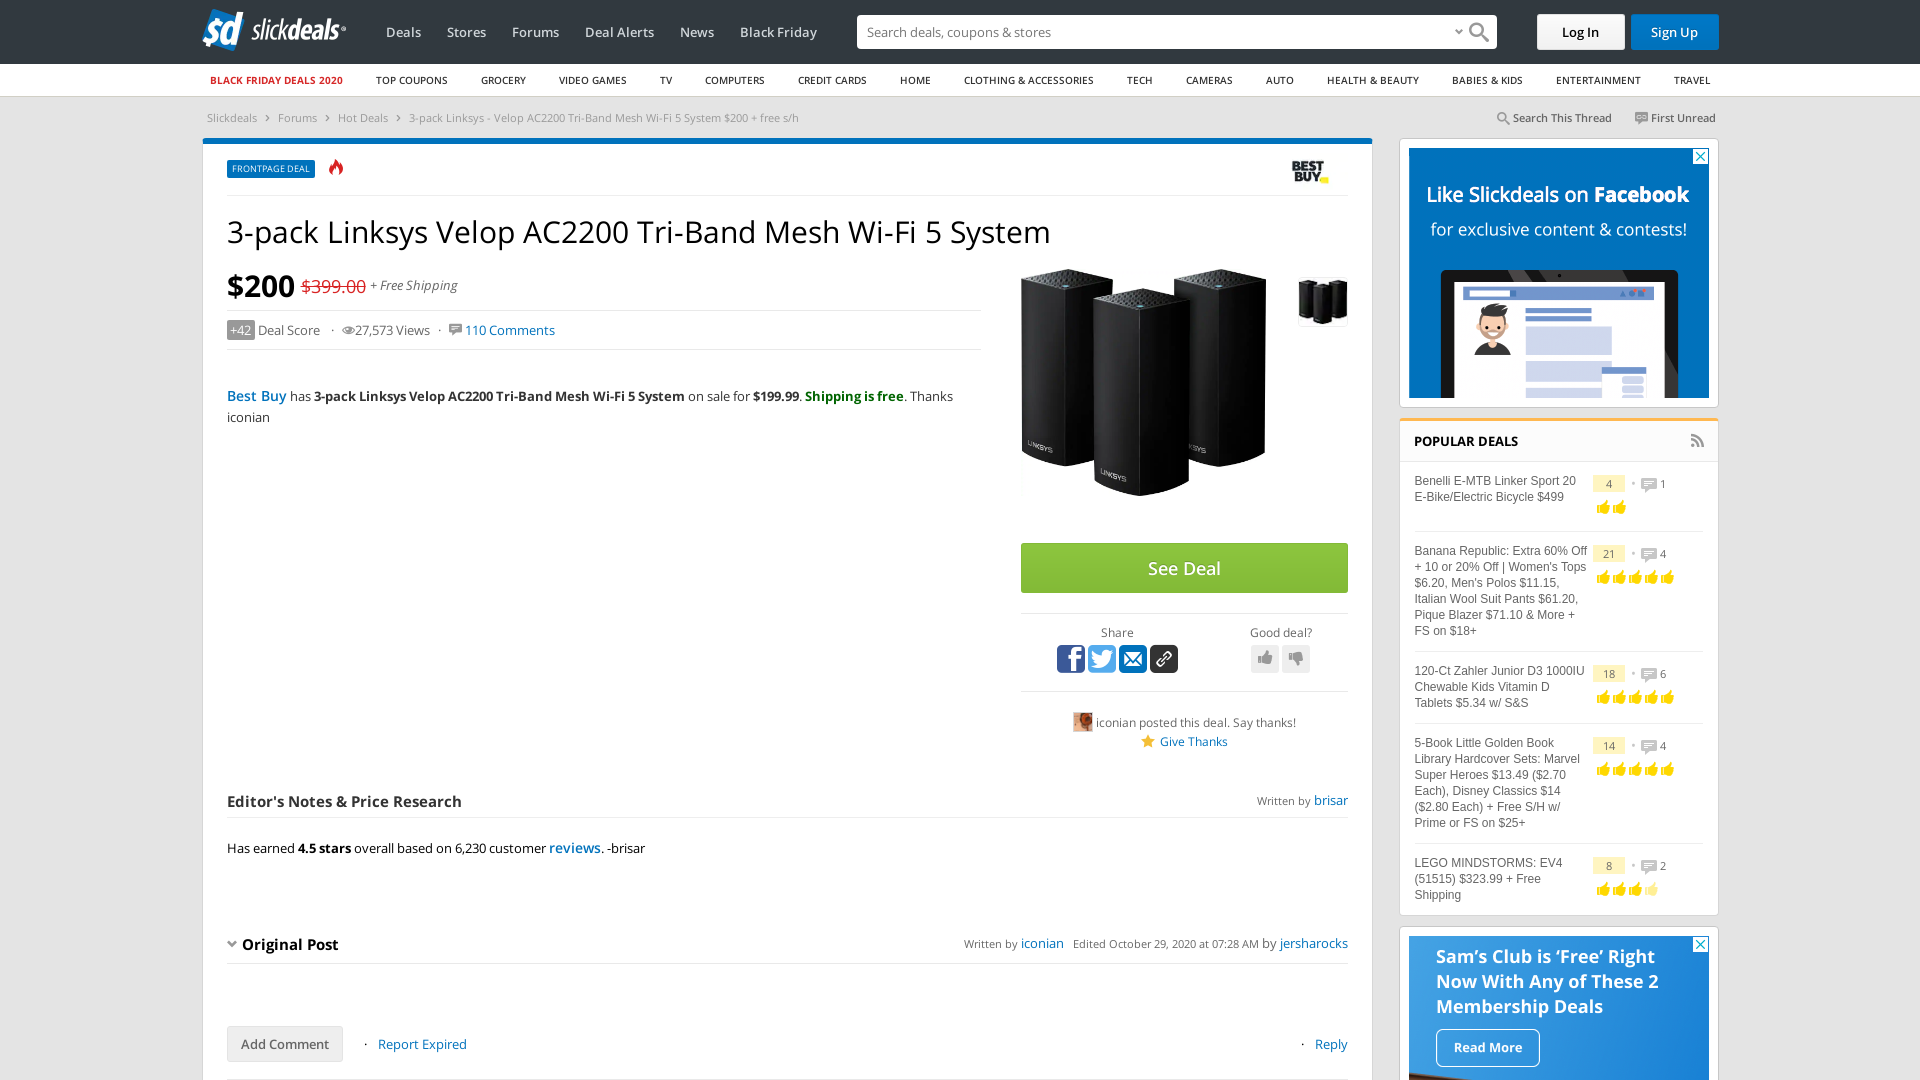 sd slickdeals
Deals Stores Forums Deal Alerts News Black Friday
Search deals, coupons & shopping
Log In Sign Up
BLACK FRIDAY DEALS 2020 TOP COUPONS GROCERY VIDEO GAMES TV COMPUTERS CREDIT CARDS HOME CLOTHING & ACCESSORIES TECH CAMERAS AUTO HEALTH & BEAUTY BABIES & KIDS ENTERTAINMENT TRAVEL
Slickdeals > Forums > Hot Deals > 3-pack Linksys - Velop AC2200 Tri-Band Mesh Wi-Fi 5 System $200 + free s/h
Search This Thread First Unread
FRONTPAGE DEAL
BEST BUY
3-pack Linksys Velop AC2200 Tri-Band Mesh Wi-Fi 5 System
$200 $399.00 + Free Shipping
+42 Deal Score · 27,573 Views · 110 Comments
Best Buy has 3-pack Linksys Velop AC2200 Tri-Band Mesh Wi-Fi 5 System on sale for $199.99. Shipping is free. Thanks
iconian
LINKSYS
LINKSYS
See Deal
Share Good deal?
iconian posted this deal. Say thanks!
Give Thanks
Editor's Notes & Price Research
Written by brisar
Has earned 4.5 stars overall based on 6,230 customer reviews. -brisar
Original Post
Written by iconian Edited October 29, 2020 at 07:28 AM by jersharocks
Add Comment · Report Expired
· Reply
Like Slickdeals on Facebook
for exclusive content & contests!
POPULAR DEALS
Benelli E-MTB Linker Sport 20
E-Bike/Electric Bicycle $499
4 • 1
Banana Republic: Extra 60% Off
+ 10 or 20% Off | Women's Tops
$6.20, Men's Polos $11.15,
Italian Wool Suit Pants $61.20,
Pique Blazer $71.10 & More +
FS on $18+
21 • 4
120-Ct Zahler Junior D3 1000IU
Chewable Kids Vitamin D
Tablets $5.34 w/ S&S
18 • 6
5-Book Little Golden Book
Library Hardcover Sets: Marvel
Super Heroes $13.49 ($2.70
Each), Disney Classics $14
($2.80 Each) + Free S/H w/
Prime or FS on $25+
14 • 4
LEGO MINDSTORMS: EV4
(51515) $323.99 + Free
Shipping
8 • 2
Sam's Club is 'Free' Right
Now With Any of These 2
Membership Deals
Read More